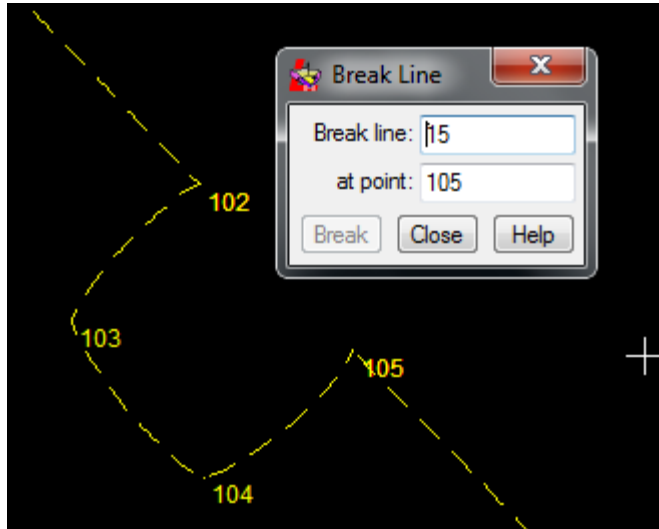 Break Line
Break line: 15
at point: 105
Break Close Help
102
103
105
104